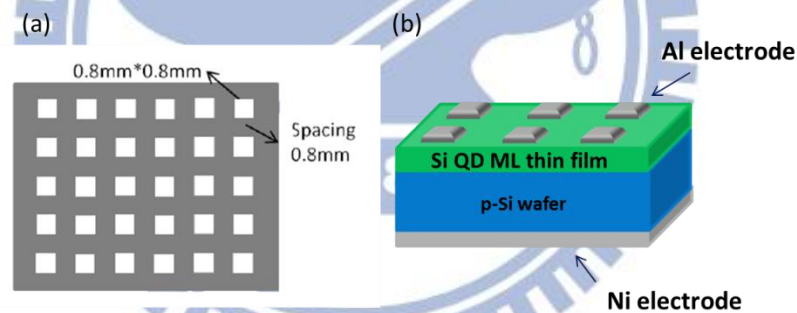 (a)
0.8mm*0.8mm
Spacing
0.8mm
(b)
Al electrode
Si QD ML thin film
p-Si wafer
Ni electrode